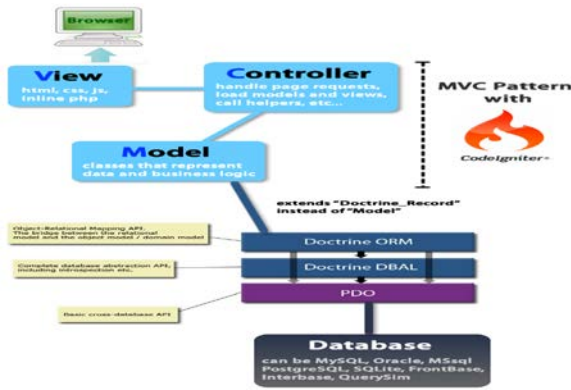 Browser
View
html, css, js,
inline php
Controller
handle page requests,
load models and views,
call helpers, etc...
MVC Pattern
with
CodeIgniter
Model
classes that represent
data and business logic
extends "Doctrine_Record"
instead of "Model"
Object-Relational Mapping API.
The bridge between the relational
model and the object model / domain model
Doctrine ORM
Complete database abstraction API,
including introspection etc.
Doctrine DBAL
PDO
Basic cross-database API
Database
can be MySQL, Oracle, MSsql
PostgreSQL, SQLite, FrontBase,
Interbase, QuerySim